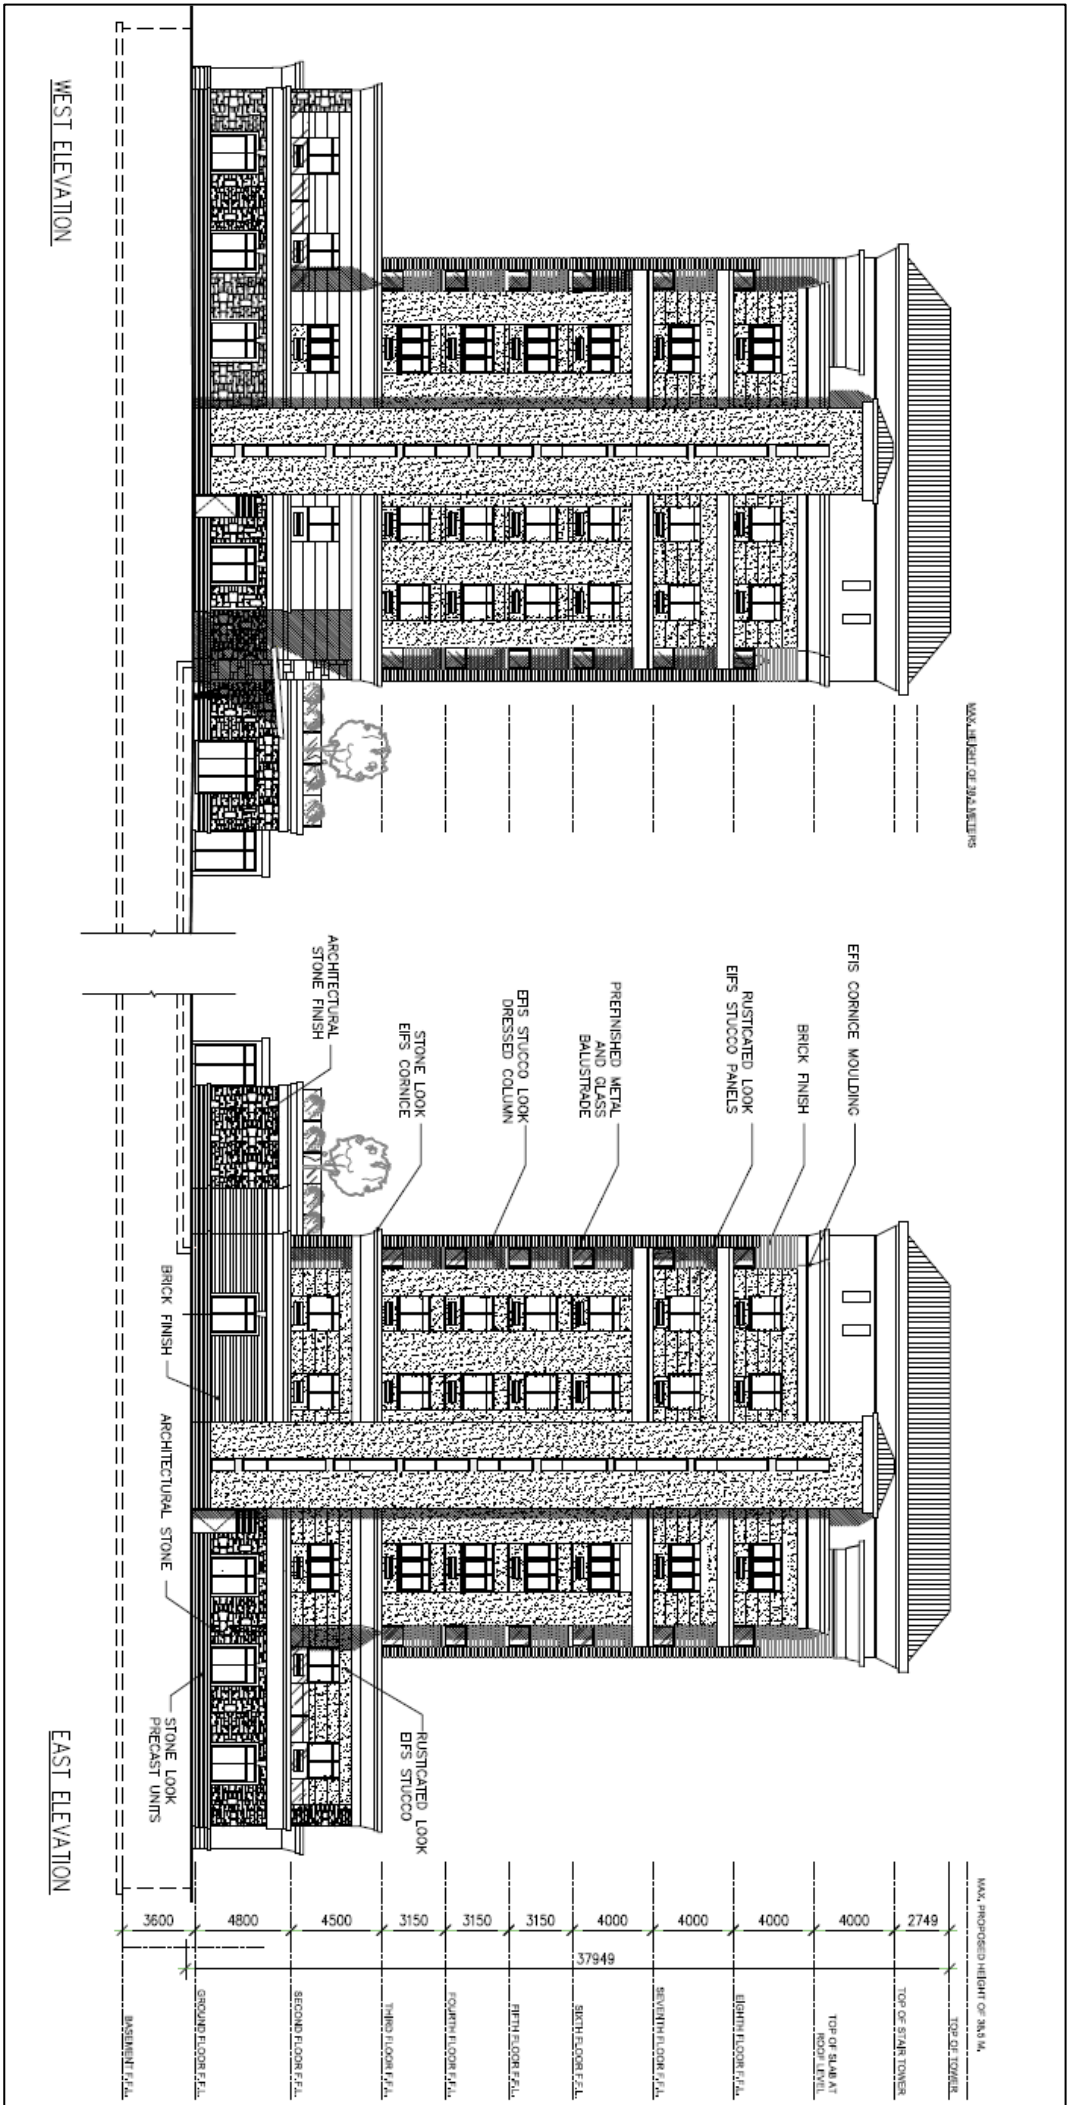 MAX. HEIGHT OF 38.5 METERS
WEST ELEVATION
EFIS CORNICE MOULDING
BRICK FINISH
RUSTICATED LOOK
EIFS STUCCO PANELS
PREFINISHED METAL
AND GLASS
BALUSTRADE
EFIS STUCCO LOOK
DRESSED COLUMN
STONE LOOK
EIFS CORNICE
ARCHITECTURAL
STONE FINISH
BRICK FINISH
ARCHITECTURAL STONE
STONE LOOK
PRECAST UNITS
RUSTICATED LOOK
EIFS STUCCO
EAST ELEVATION
MAX. PROPOSED HEIGHT OF 38.5 M.
2749
4000
4000
4000
4000
3150
3150
3150
4500
4800
3600
37949
TOP OF TOWER
TOP OF STAIR TOWER
TOP OF SLAB AT
ROOF LEVEL
EIGHTH FLOOR F.F.L.
SEVENTH FLOOR F.F.L.
SIXTH FLOOR F.F.L.
FIFTH FLOOR F.F.L.
FOURTH FLOOR F.F.L.
THIRD FLOOR F.F.L.
SECOND FLOOR F.F.L.
GROUND FLOOR F.F.L.
BASEMENT F.F.L.